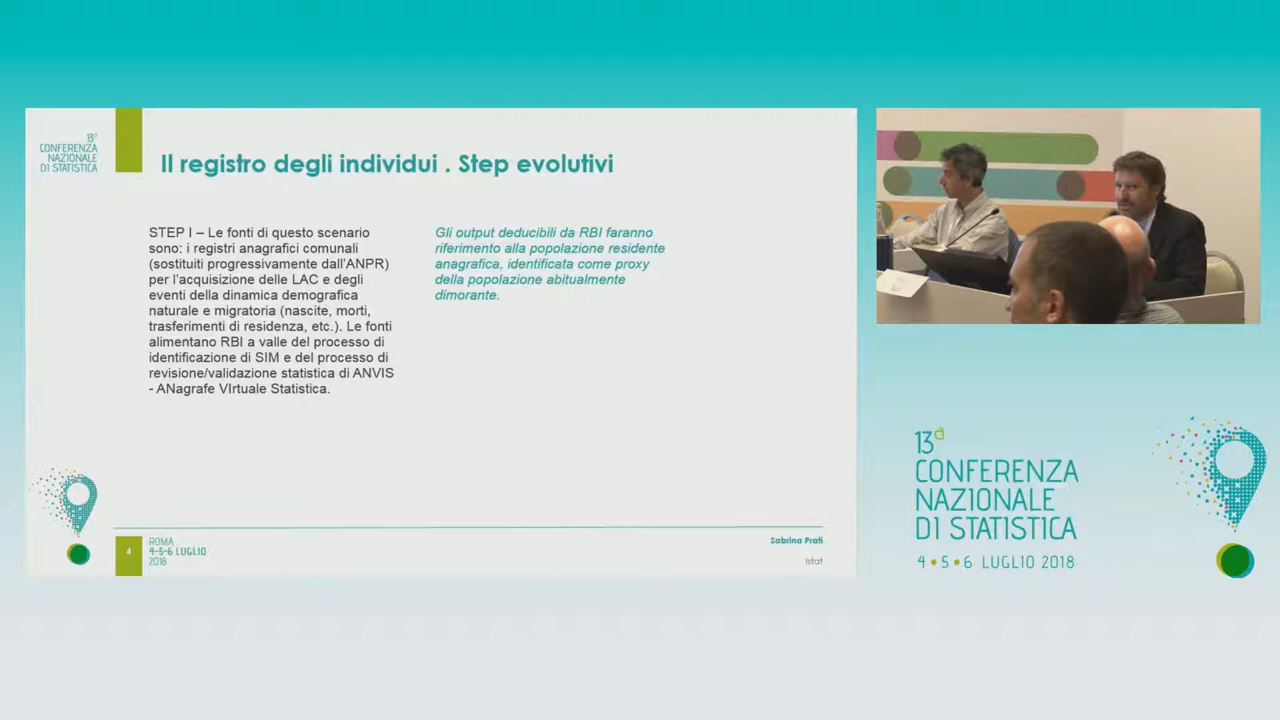 13ª
CONFERENZA
NAZIONALE
DI STATISTICA
Il registro degli individui . Step evolutivi
STEP I – Le fonti di questo scenario
sono: i registri anagrafici comunali
(sostituiti progressivamente dall'ANPR)
per l'acquisizione delle LAC e degli
eventi della dinamica demografica
naturale e migratoria (nascite, morti,
trasferimenti di residenza, etc.). Le fonti
alimentano RBI a valle del processo di
identificazione di SIM e del processo di
revisione/validazione statistica di ANVIS
- ANagrafe VIrtuale Statistica.
Gli output deducibili da RBI faranno
riferimento alla popolazione residente
anagrafica, identificata come proxy
della popolazione abitualmente
dimorante.
4
ROMA
4-5-6 LUGLIO
2018
Sabrina Prati
Istat
13ª
CONFERENZA
NAZIONALE
DI STATISTICA
4 • 5 • 6 LUGLIO 2018